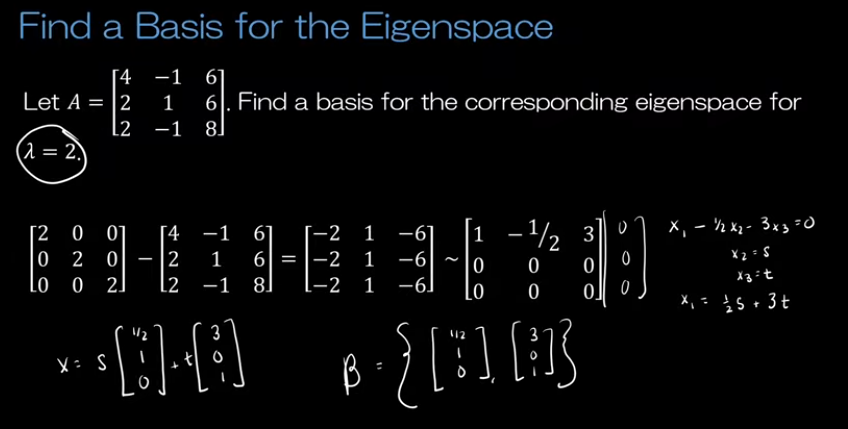 Find a Basis for the Eigenspace
Let A = [4 −1 6; 2 1 6; 2 −1 8]. Find a basis for the corresponding eigenspace for
λ = 2.
[2 0 0; 0 2 0; 0 0 2] − [4 −1 6; 2 1 6; 2 −1 8] = [−2 1 −6; −2 1 −6; −2 1 −6] ~ [1 −1/2 3; 0 0 0; 0 0 0 | 0; 0; 0]
x₁ − ½ x₂ − 3x₃ = 0
x₂ = s
x₃ = t
x₁ = ½ s + 3t
x = s [1/2; 1; 0] + t [3; 0; 1]
β = { [1/2; 1; 0], [3; 0; 1] }